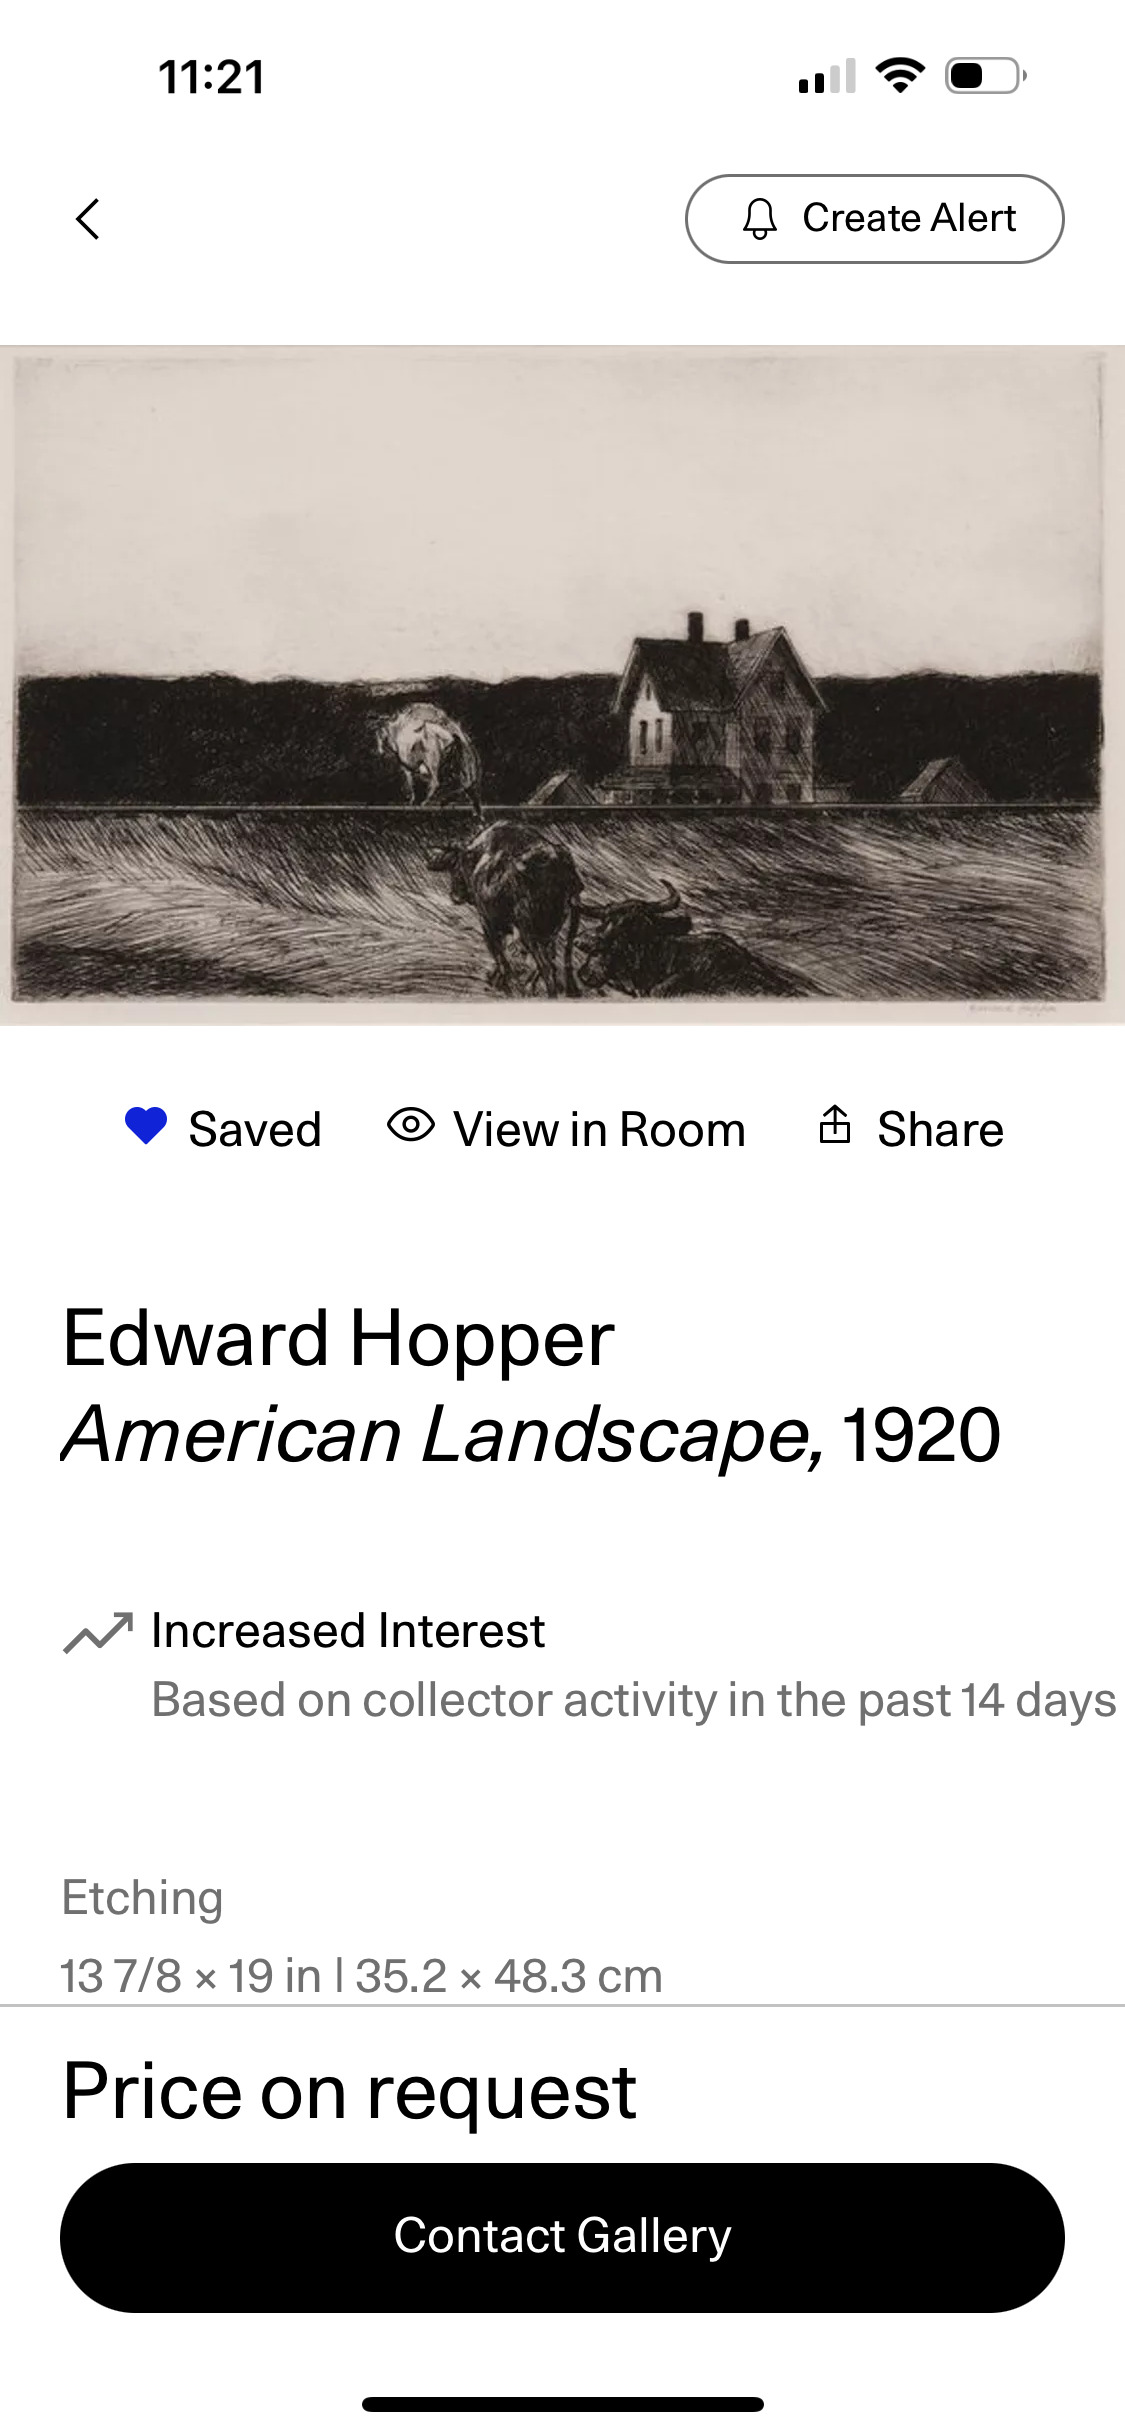 11:21
Create Alert
Saved
View in Room
Share
Edward Hopper
American Landscape, 1920
Increased Interest
Based on collector activity in the past 14 days
Etching
13 7/8 × 19 in | 35.2 × 48.3 cm
Price on request
Contact Gallery